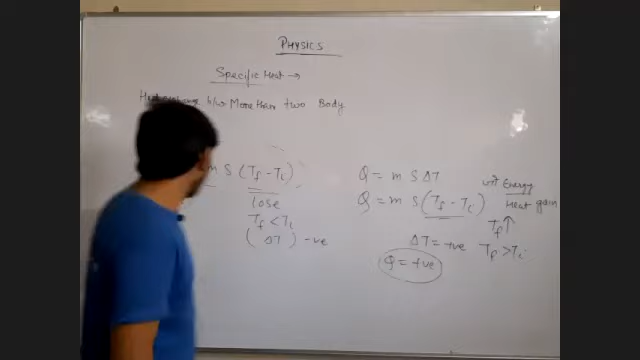 PHYSICS
Specific Heat →
b/w More than two Body
m S (Tf - Ti)
lose
Tf < Ti
(ΔT) -ve
Q = m S ΔT
Q = m S (Tf - Ti)
ΔT = +ve
Q = +ve
Energy
Heat gain
Tf ↑
Tf > Ti